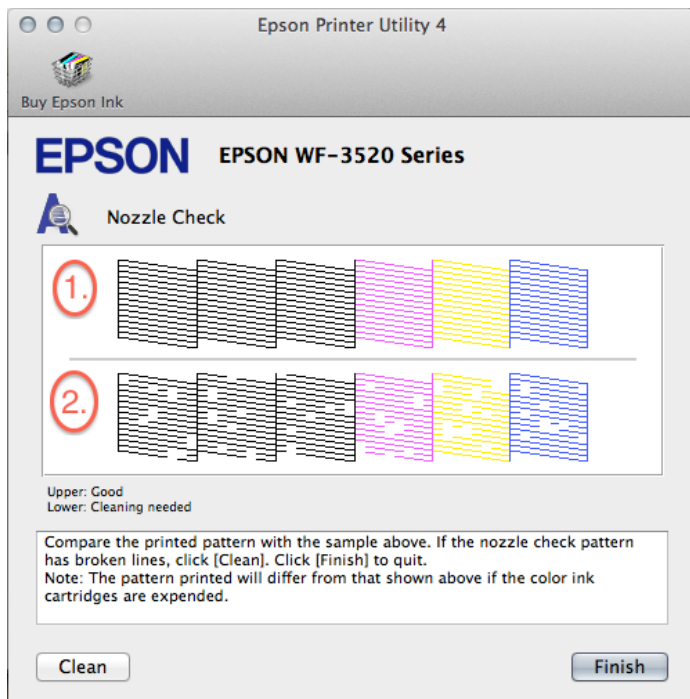 Epson Printer Utility 4
Buy Epson Ink
EPSON
EPSON WF-3520 Series
Nozzle Check
1.
2.
Upper: Good
Lower: Cleaning needed
Compare the printed pattern with the sample above. If the nozzle check pattern
has broken lines, click [Clean]. Click [Finish] to quit.
Note: The pattern printed will differ from that shown above if the color ink
cartridges are expended.
Clean
Finish